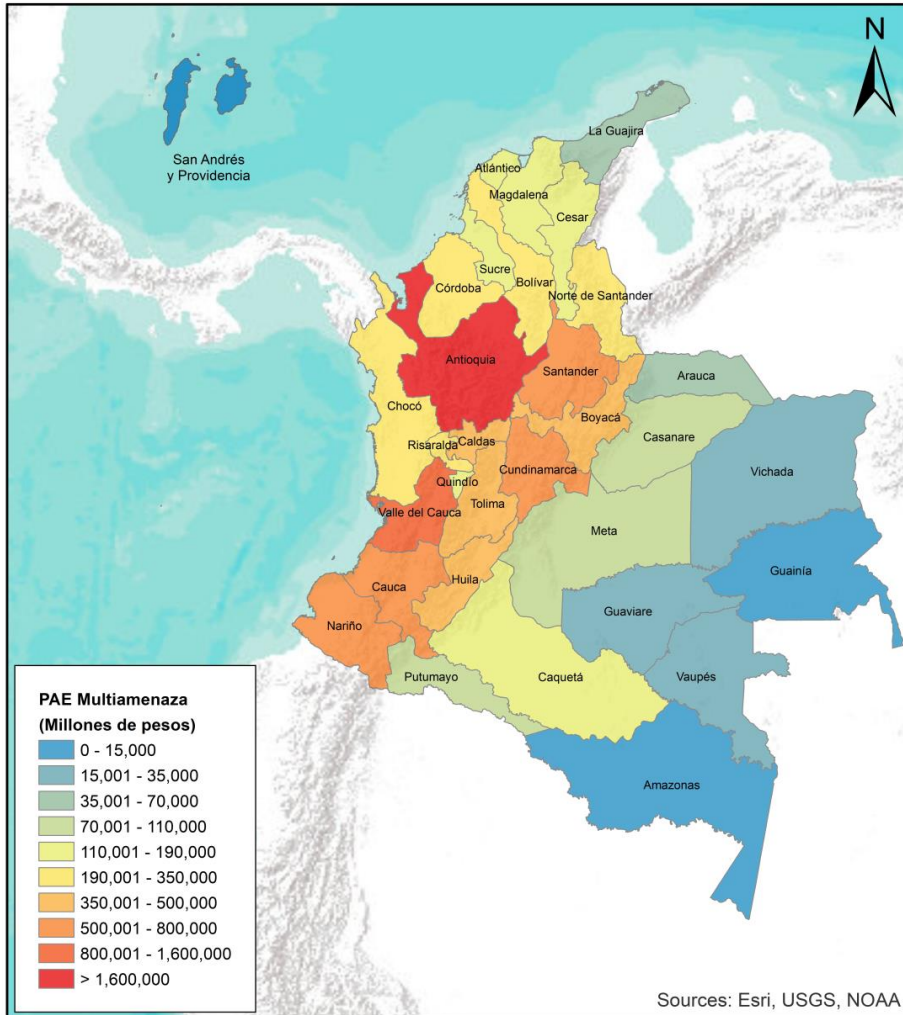 N
La Guajira
San Andrés
y Providencia
Atlántico
Magdalena
Cesar
Sucre
Córdoba
Bolívar
Norte de Santander
Antioquia
Santander
Arauca
Chocó
Boyacá
Casanare
Risaralda
Caldas
Cundinamarca
Vichada
Quindío
Tolima
Valle del Cauca
Meta
Guainía
Huila
Cauca
Guaviare
Nariño
Putumayo
Caquetá
Vaupés
Amazonas
PAE Multiamenaza
(Millones de pesos)
0 - 15,000
15,001 - 35,000
35,001 - 70,000
70,001 - 110,000
110,001 - 190,000
190,001 - 350,000
350,001 - 500,000
500,001 - 800,000
800,001 - 1,600,000
> 1,600,000
Sources: Esri, USGS, NOAA